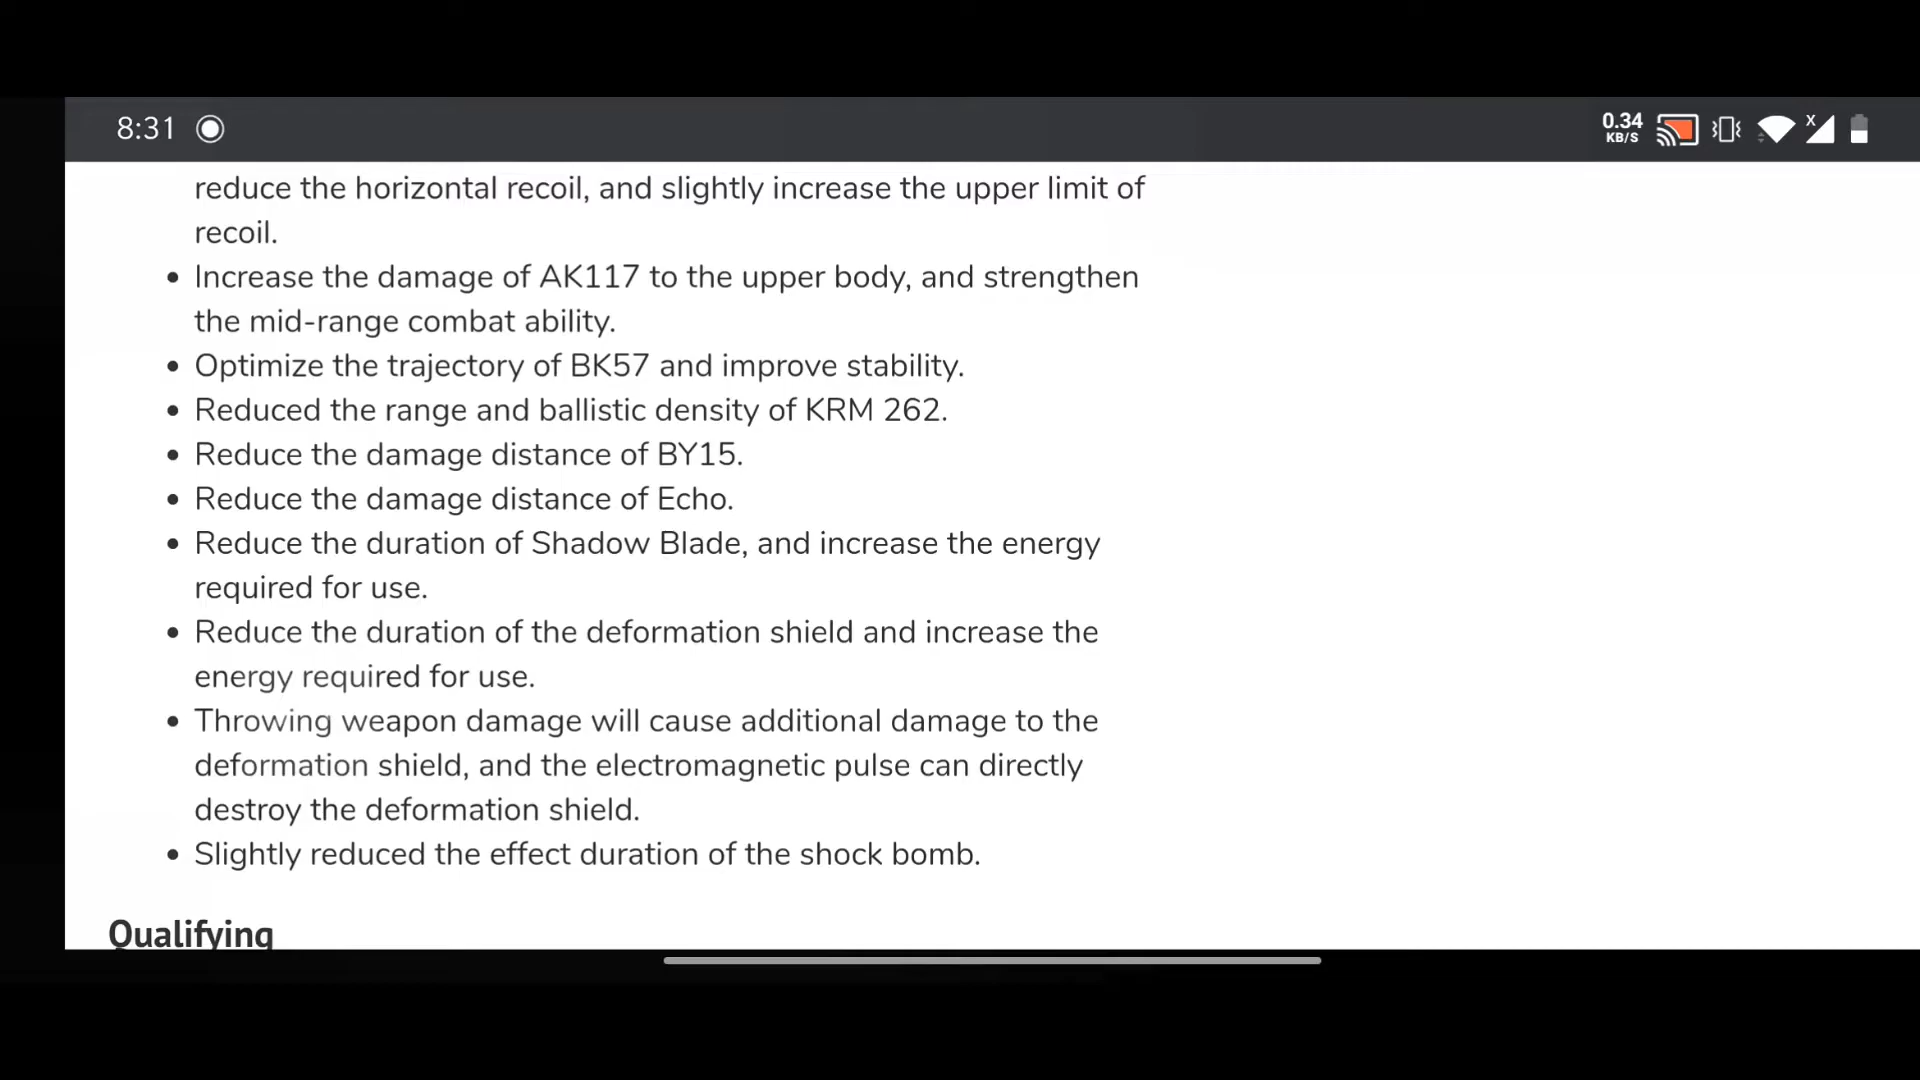 8:31
0.34
KB/S
x
reduce the horizontal recoil, and slightly increase the upper limit of
recoil.
• Increase the damage of AK117 to the upper body, and strengthen
the mid-range combat ability.
• Optimize the trajectory of BK57 and improve stability.
• Reduced the range and ballistic density of KRM 262.
• Reduce the damage distance of BY15.
• Reduce the damage distance of Echo.
• Reduce the duration of Shadow Blade, and increase the energy
required for use.
• Reduce the duration of the deformation shield and increase the
energy required for use.
• Throwing weapon damage will cause additional damage to the
deformation shield, and the electromagnetic pulse can directly
destroy the deformation shield.
• Slightly reduced the effect duration of the shock bomb.
Qualifying